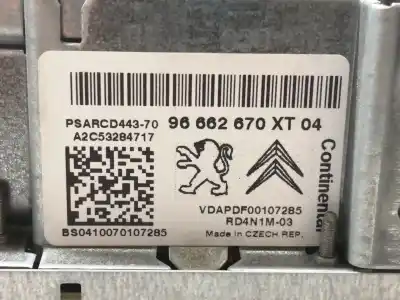 PSARCD443-70 96 662 670 XT 04
A2C53284717
Continental
VDAPDF00107285
RD4N1M-03
BS0410070107285 Made in CZECH REP.